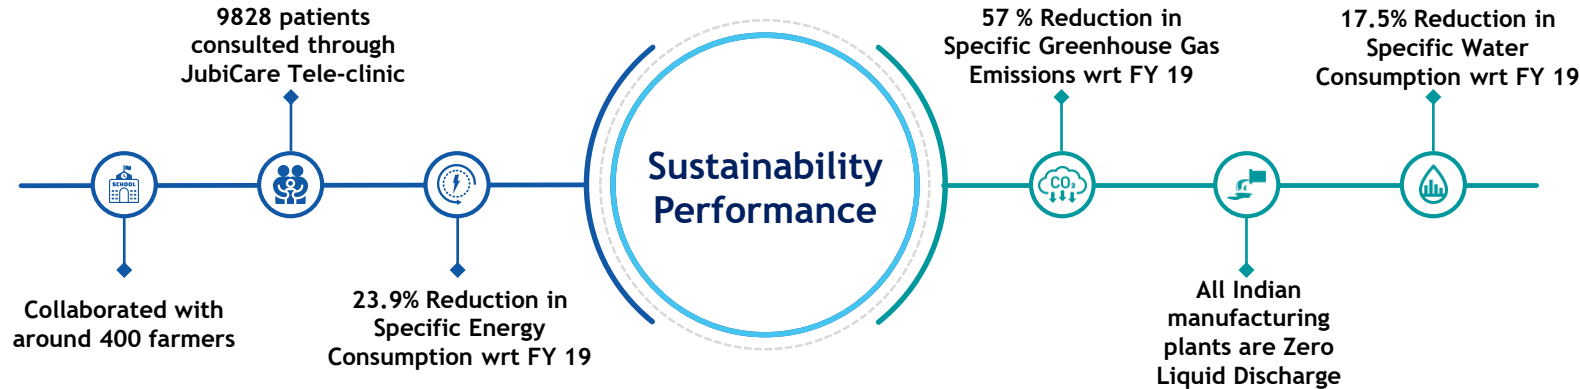 9828 patients
consulted through
JubiCare Tele-clinic
SCHOOL
Collaborated with
around 400 farmers
23.9% Reduction in
Specific Energy
Consumption wrt FY 19
Sustainability
Performance
57 % Reduction in
Specific Greenhouse Gas
Emissions wrt FY 19
CO₂
All Indian
manufacturing
plants are Zero
Liquid Discharge
17.5% Reduction in
Specific Water
Consumption wrt FY 19